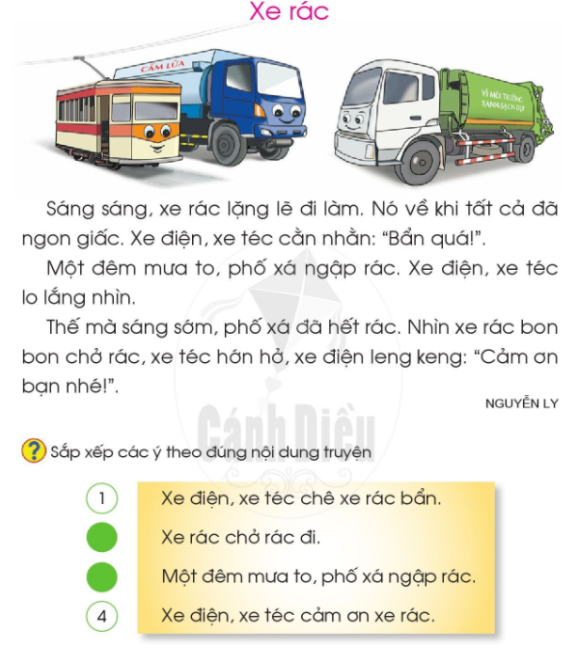 Xe rác
CẤM LỬA
VÌ MÔI TRƯỜNG
XANH-SẠCH-ĐẸP
Sáng sáng, xe rác lặng lẽ đi làm. Nó về khi tất cả đã
ngon giấc. Xe điện, xe téc cằn nhằn: “Bẩn quá!”.
Một đêm mưa to, phố xá ngập rác. Xe điện, xe téc
lo lắng nhìn.
Thế mà sáng sớm, phố xá đã hết rác. Nhìn xe rác bon
bon chở rác, xe téc hớn hở, xe điện leng keng: “Cảm ơn
bạn nhé!”.
NGUYỄN LY
Cánh Diều
? Sắp xếp các ý theo đúng nội dung truyện
1 Xe điện, xe téc chê xe rác bẩn.
Xe rác chở rác đi.
Một đêm mưa to, phố xá ngập rác.
4 Xe điện, xe téc cảm ơn xe rác.